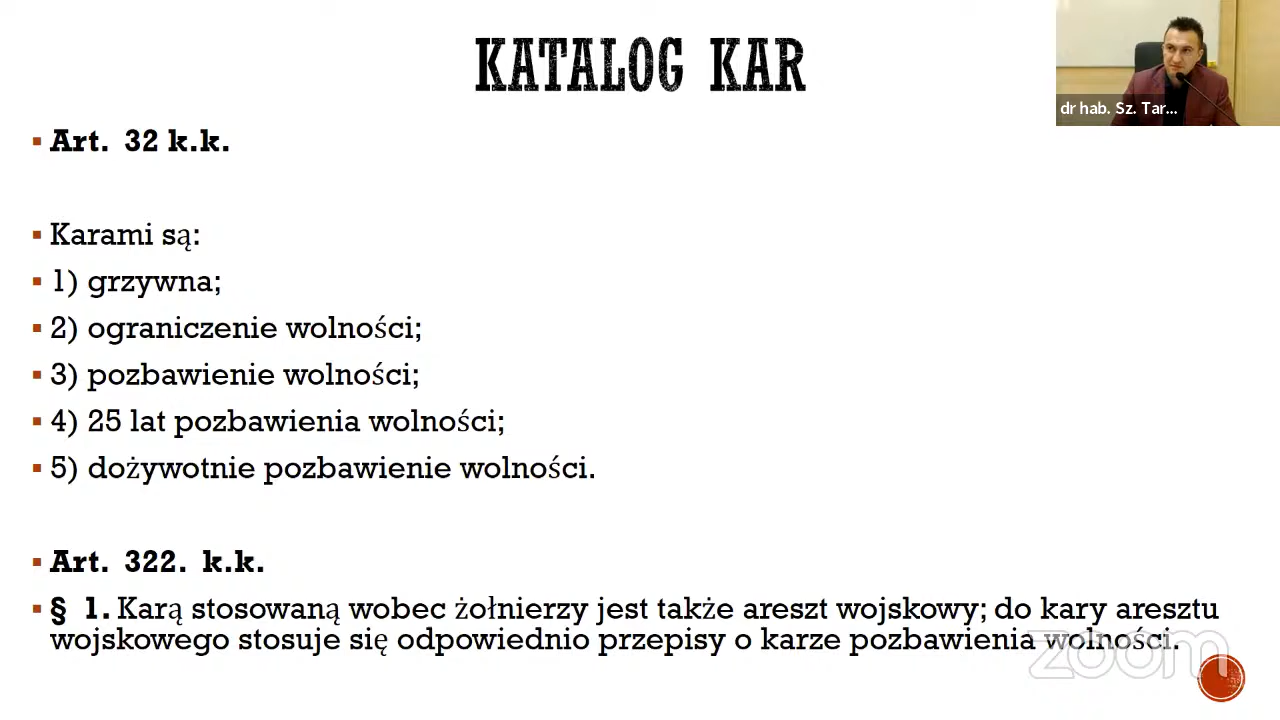 KATALOG KAR
dr hab. Sz. Tar...
Art. 32 k.k.
Karami są:
1) grzywna;
2) ograniczenie wolności;
3) pozbawienie wolności;
4) 25 lat pozbawienia wolności;
5) dożywotnie pozbawienie wolności.
Art. 322. k.k.
§ 1. Karą stosowaną wobec żołnierzy jest także areszt wojskowy; do kary aresztu
wojskowego stosuje się odpowiednio przepisy o karze pozbawienia wolności.
zoom